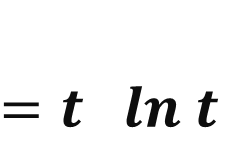 = t ln t